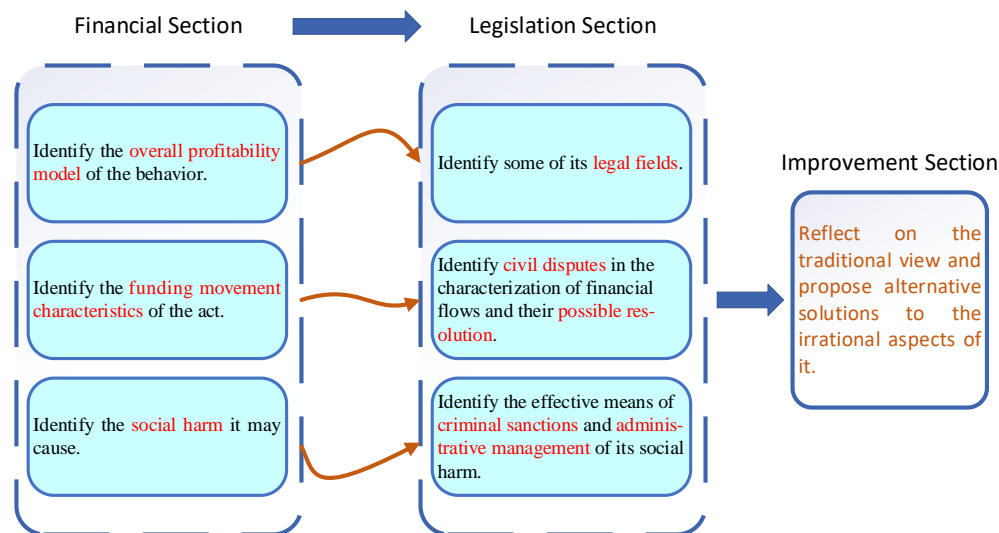 Financial Section
Legislation Section
Identify the overall profitability
model of the behavior.
Identify the funding movement
characteristics of the act.
Identify the social harm it may
cause.
Identify some of its legal fields.
Identify civil disputes in the
characterization of financial
flows and their possible res-
olution.
Identify the effective means of
criminal sanctions and adminis-
trative management of its social
harm.
Improvement Section
Reflect on the
traditional view and
propose alternative
solutions to the
irrational aspects of
it.